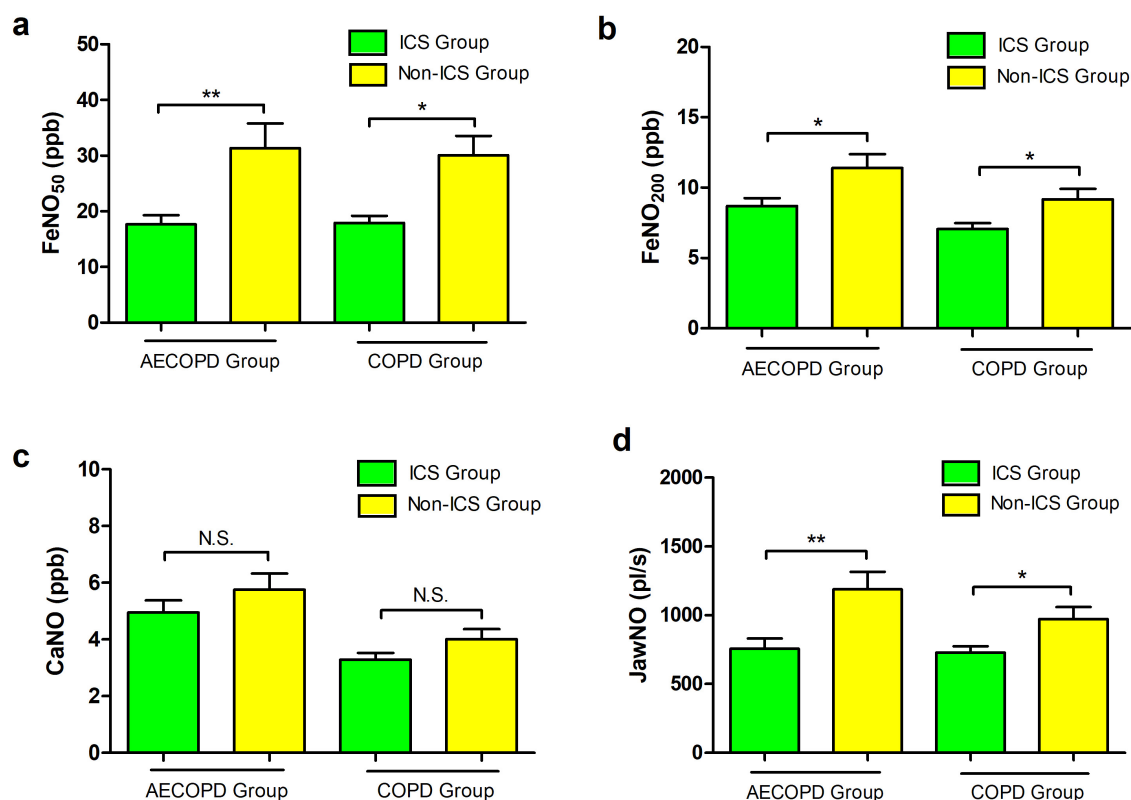 a
50
40
30
20
10
0
FeNO₅₀ (ppb)
ICS Group
Non-ICS Group
**
*
AECOPD Group
COPD Group
b
20
15
10
5
0
FeNO₂₀₀ (ppb)
ICS Group
Non-ICS Group
*
*
AECOPD Group
COPD Group
c
10
8
6
4
2
0
CaNO (ppb)
ICS Group
Non-ICS Group
N.S.
N.S.
AECOPD Group
COPD Group
d
2000
1500
1000
500
0
JawNO (pl/s)
ICS Group
Non-ICS Group
**
*
AECOPD Group
COPD Group